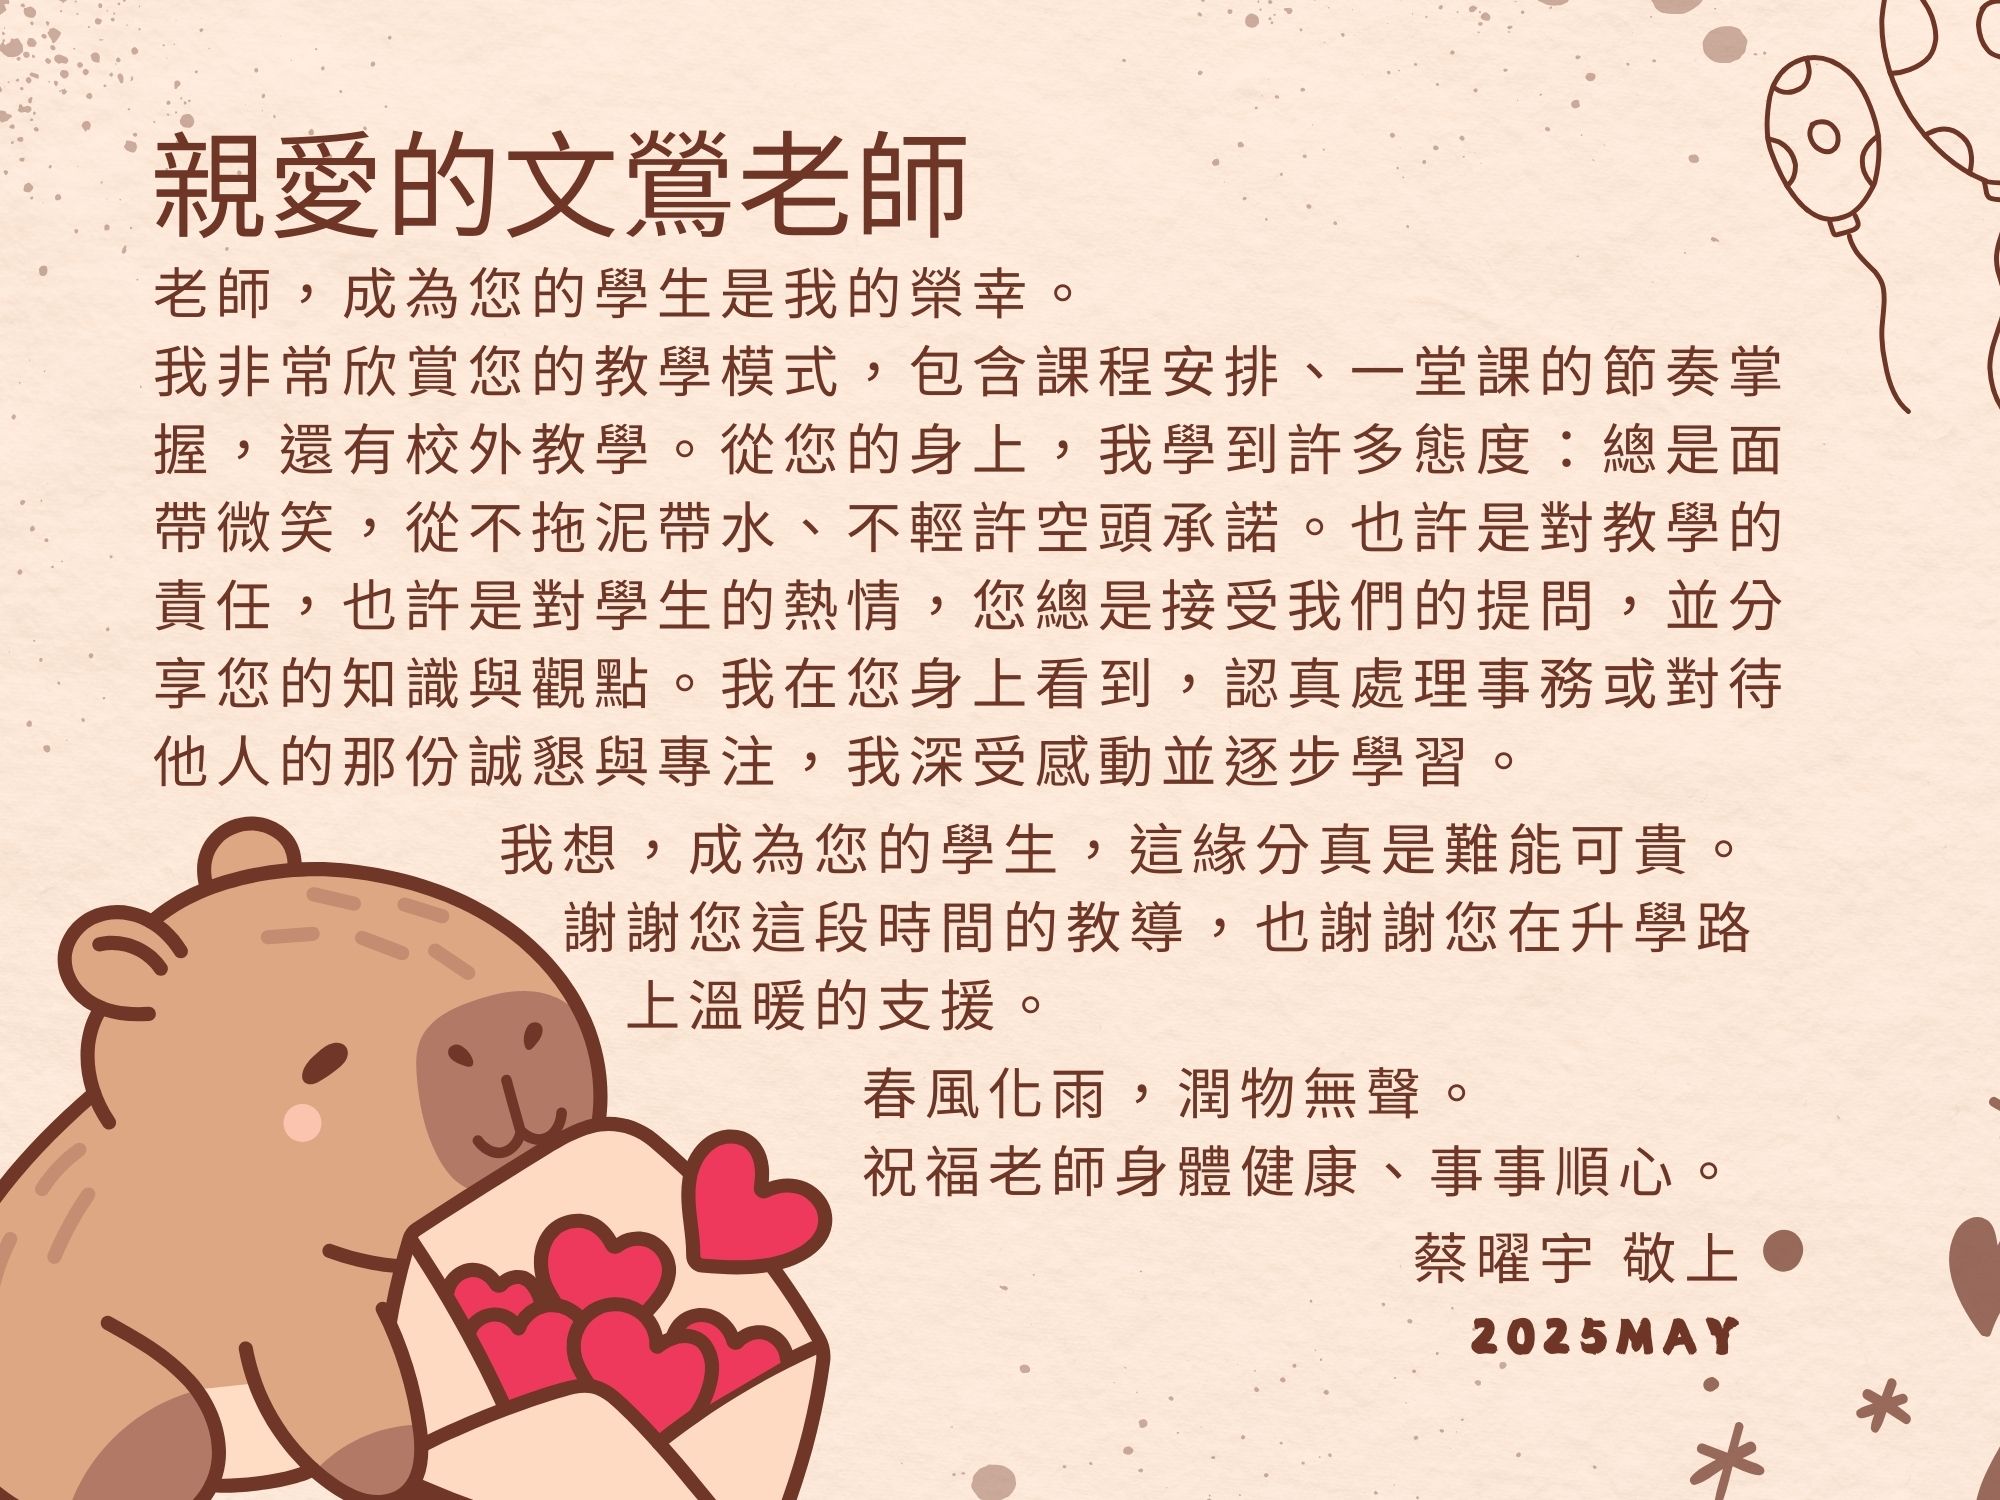 親愛的文鶯老師
老師，成為您的學生是我的榮幸。
我非常欣賞您的教學模式，包含課程安排、一堂課的節奏掌
握，還有校外教學。從您的身上，我學到許多態度：總是面
帶微笑，從不拖泥帶水、不輕許空頭承諾。也許是對教學的
責任，也許是對學生的熱情，您總是接受我們的提問，並分
享您的知識與觀點。我在您身上看到，認真處理事務或對待
他人的那份誠懇與專注，我深受感動並逐步學習。
我想，成為您的學生，這緣分真是難能可貴。
謝謝您這段時間的教導，也謝謝您在升學路
上溫暖的支援。
春風化雨，潤物無聲。
祝福老師身體健康、事事順心。
蔡曜宇 敬上
2025MAY